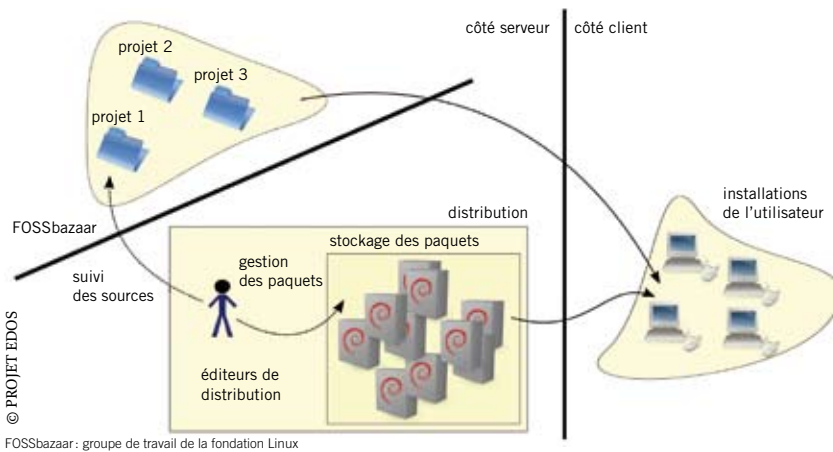 côté serveur
côté client
projet 2
projet 3
projet 1
FOSSbazaar
suivi
des sources
distribution
stockage des paquets
gestion
des paquets
éditeurs de
distribution
installations
de l'utilisateur
© PROJET EDOS
FOSSbazaar: groupe de travail de la fondation Linux